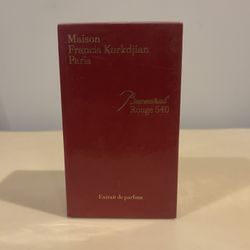 Maison
Francis Kurkdjian
Paris
Baccarat
Rouge 540
Extrait de parfum